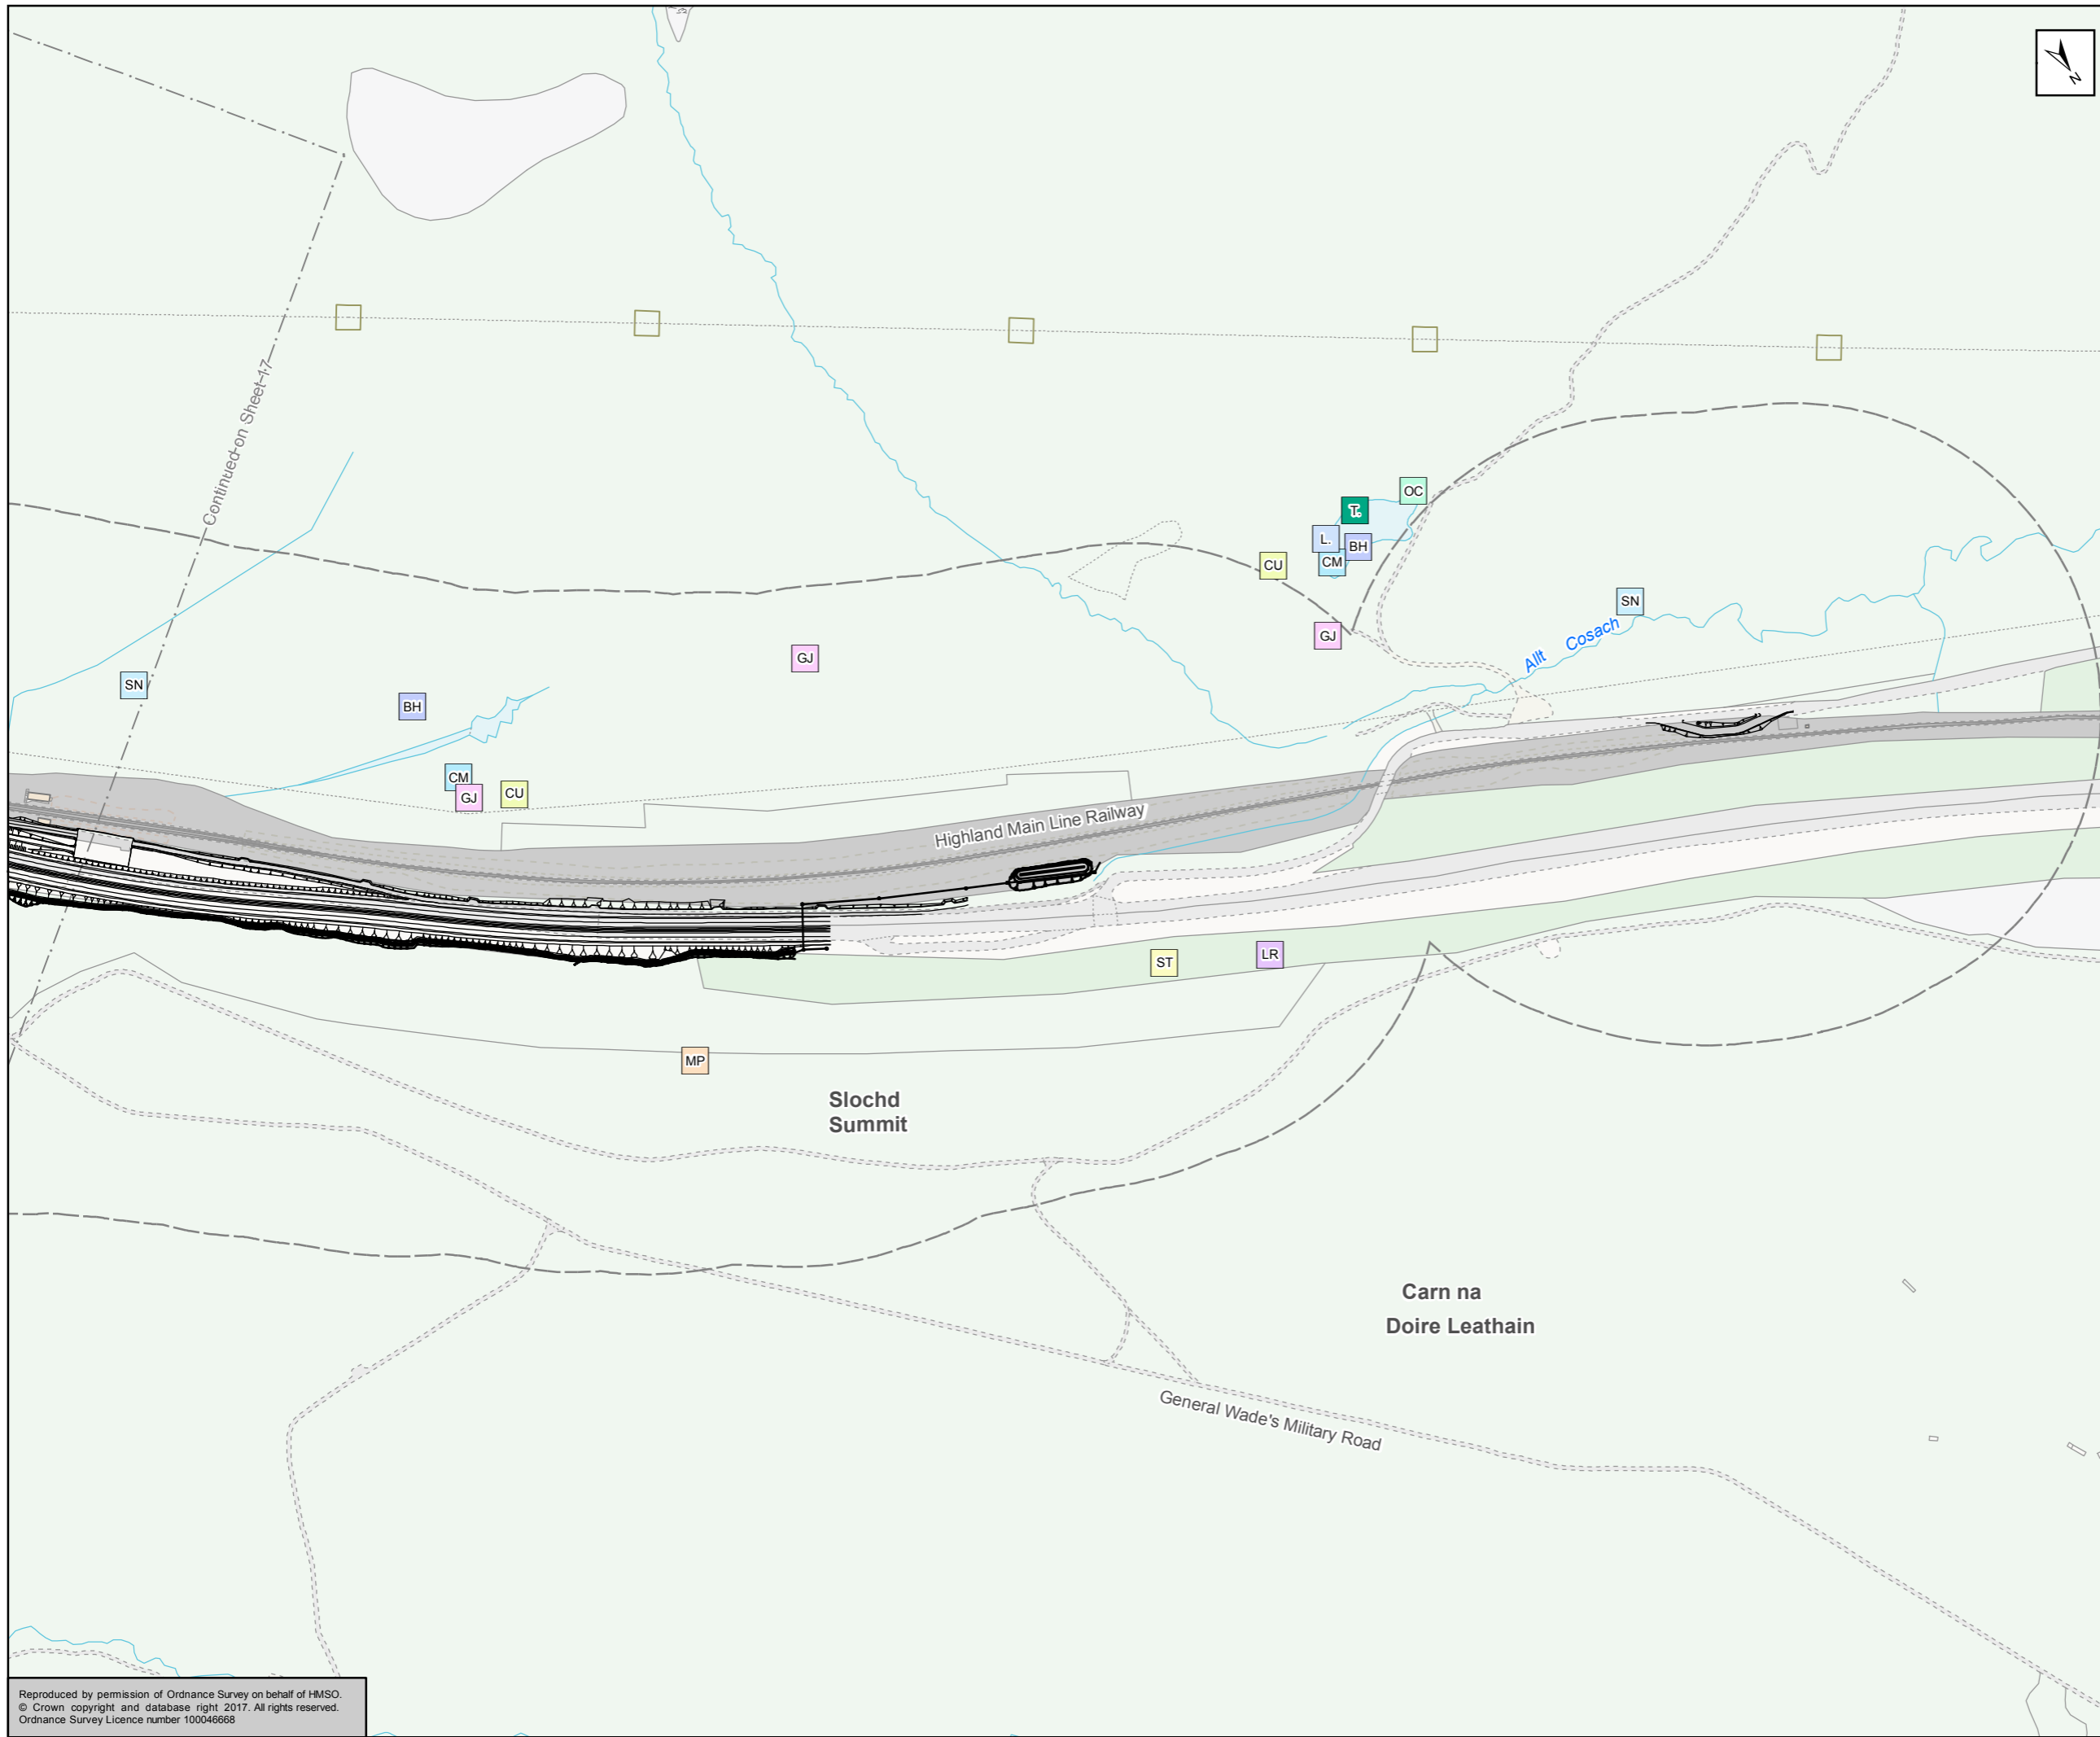 N
Continued on Sheet 17
OC
T.
L.
BH
CM
CU
SN
Allt Cosach
GJ
GJ
SN
BH
CM
GJ
CU
Highland Main Line Railway
ST
LR
MP
Slochd
Summit
Carn na
Doire Leathain
General Wade's Military Road
Reproduced by permission of Ordnance Survey on behalf of HMSO.
© Crown copyright and database right 2017. All rights reserved.
Ordnance Survey Licence number 100046668